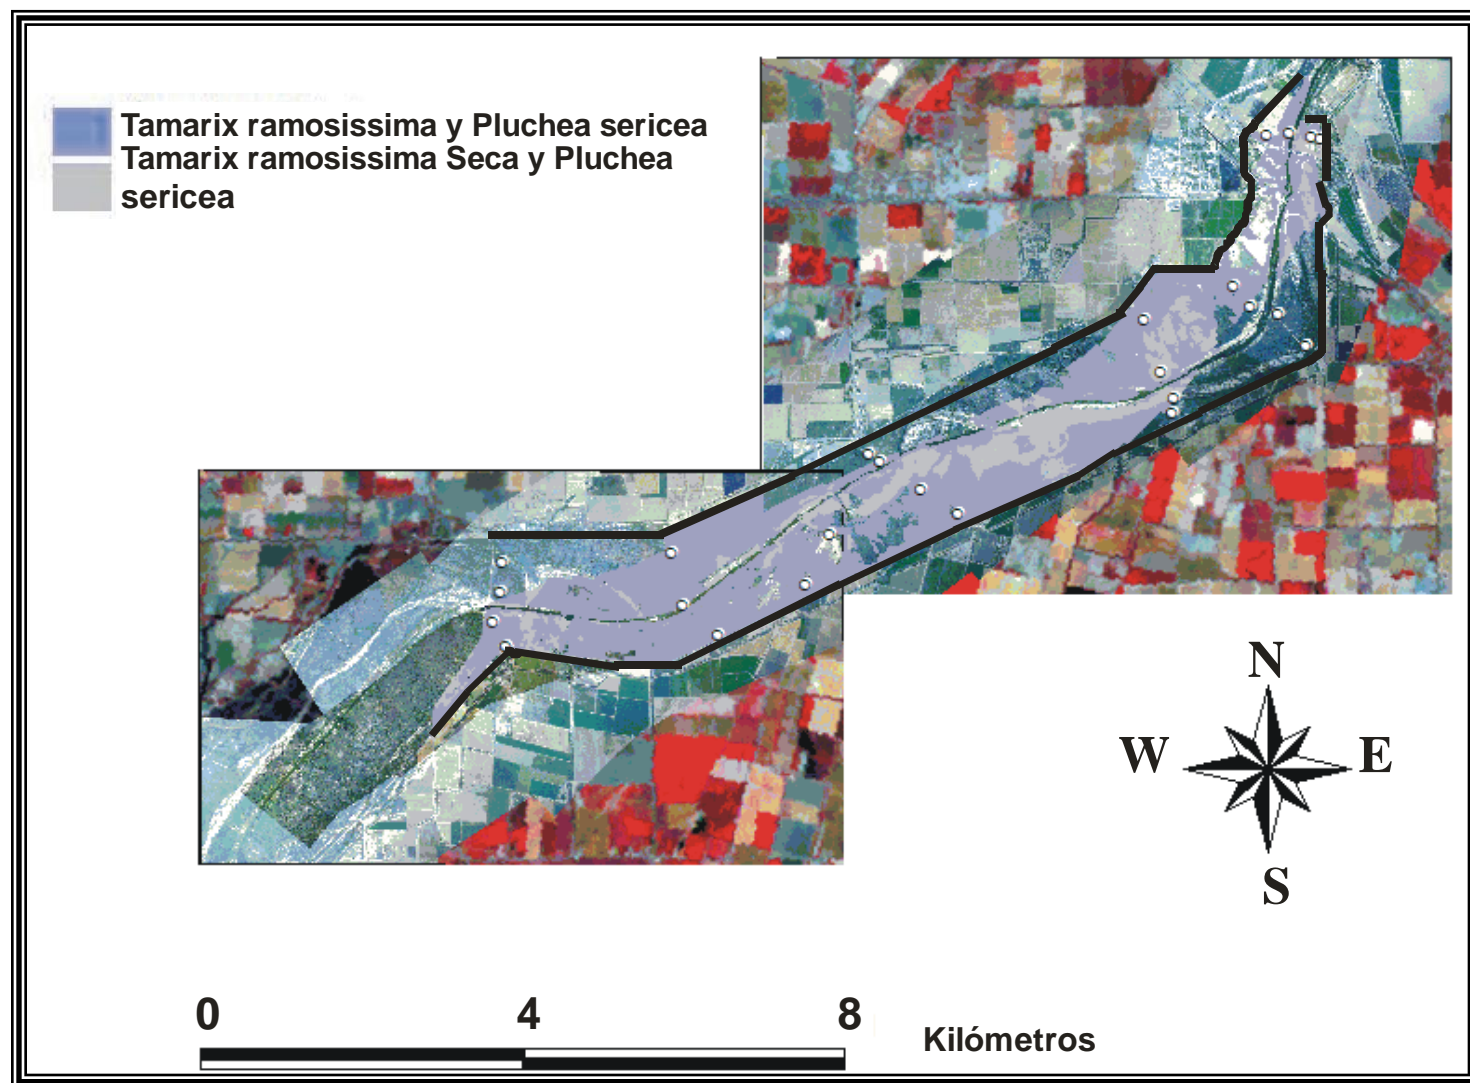 Tamarix ramosissima y Pluchea sericea
Tamarix ramosissima Seca y Pluchea
sericea
N
W E
S
0 4 8
Kilómetros